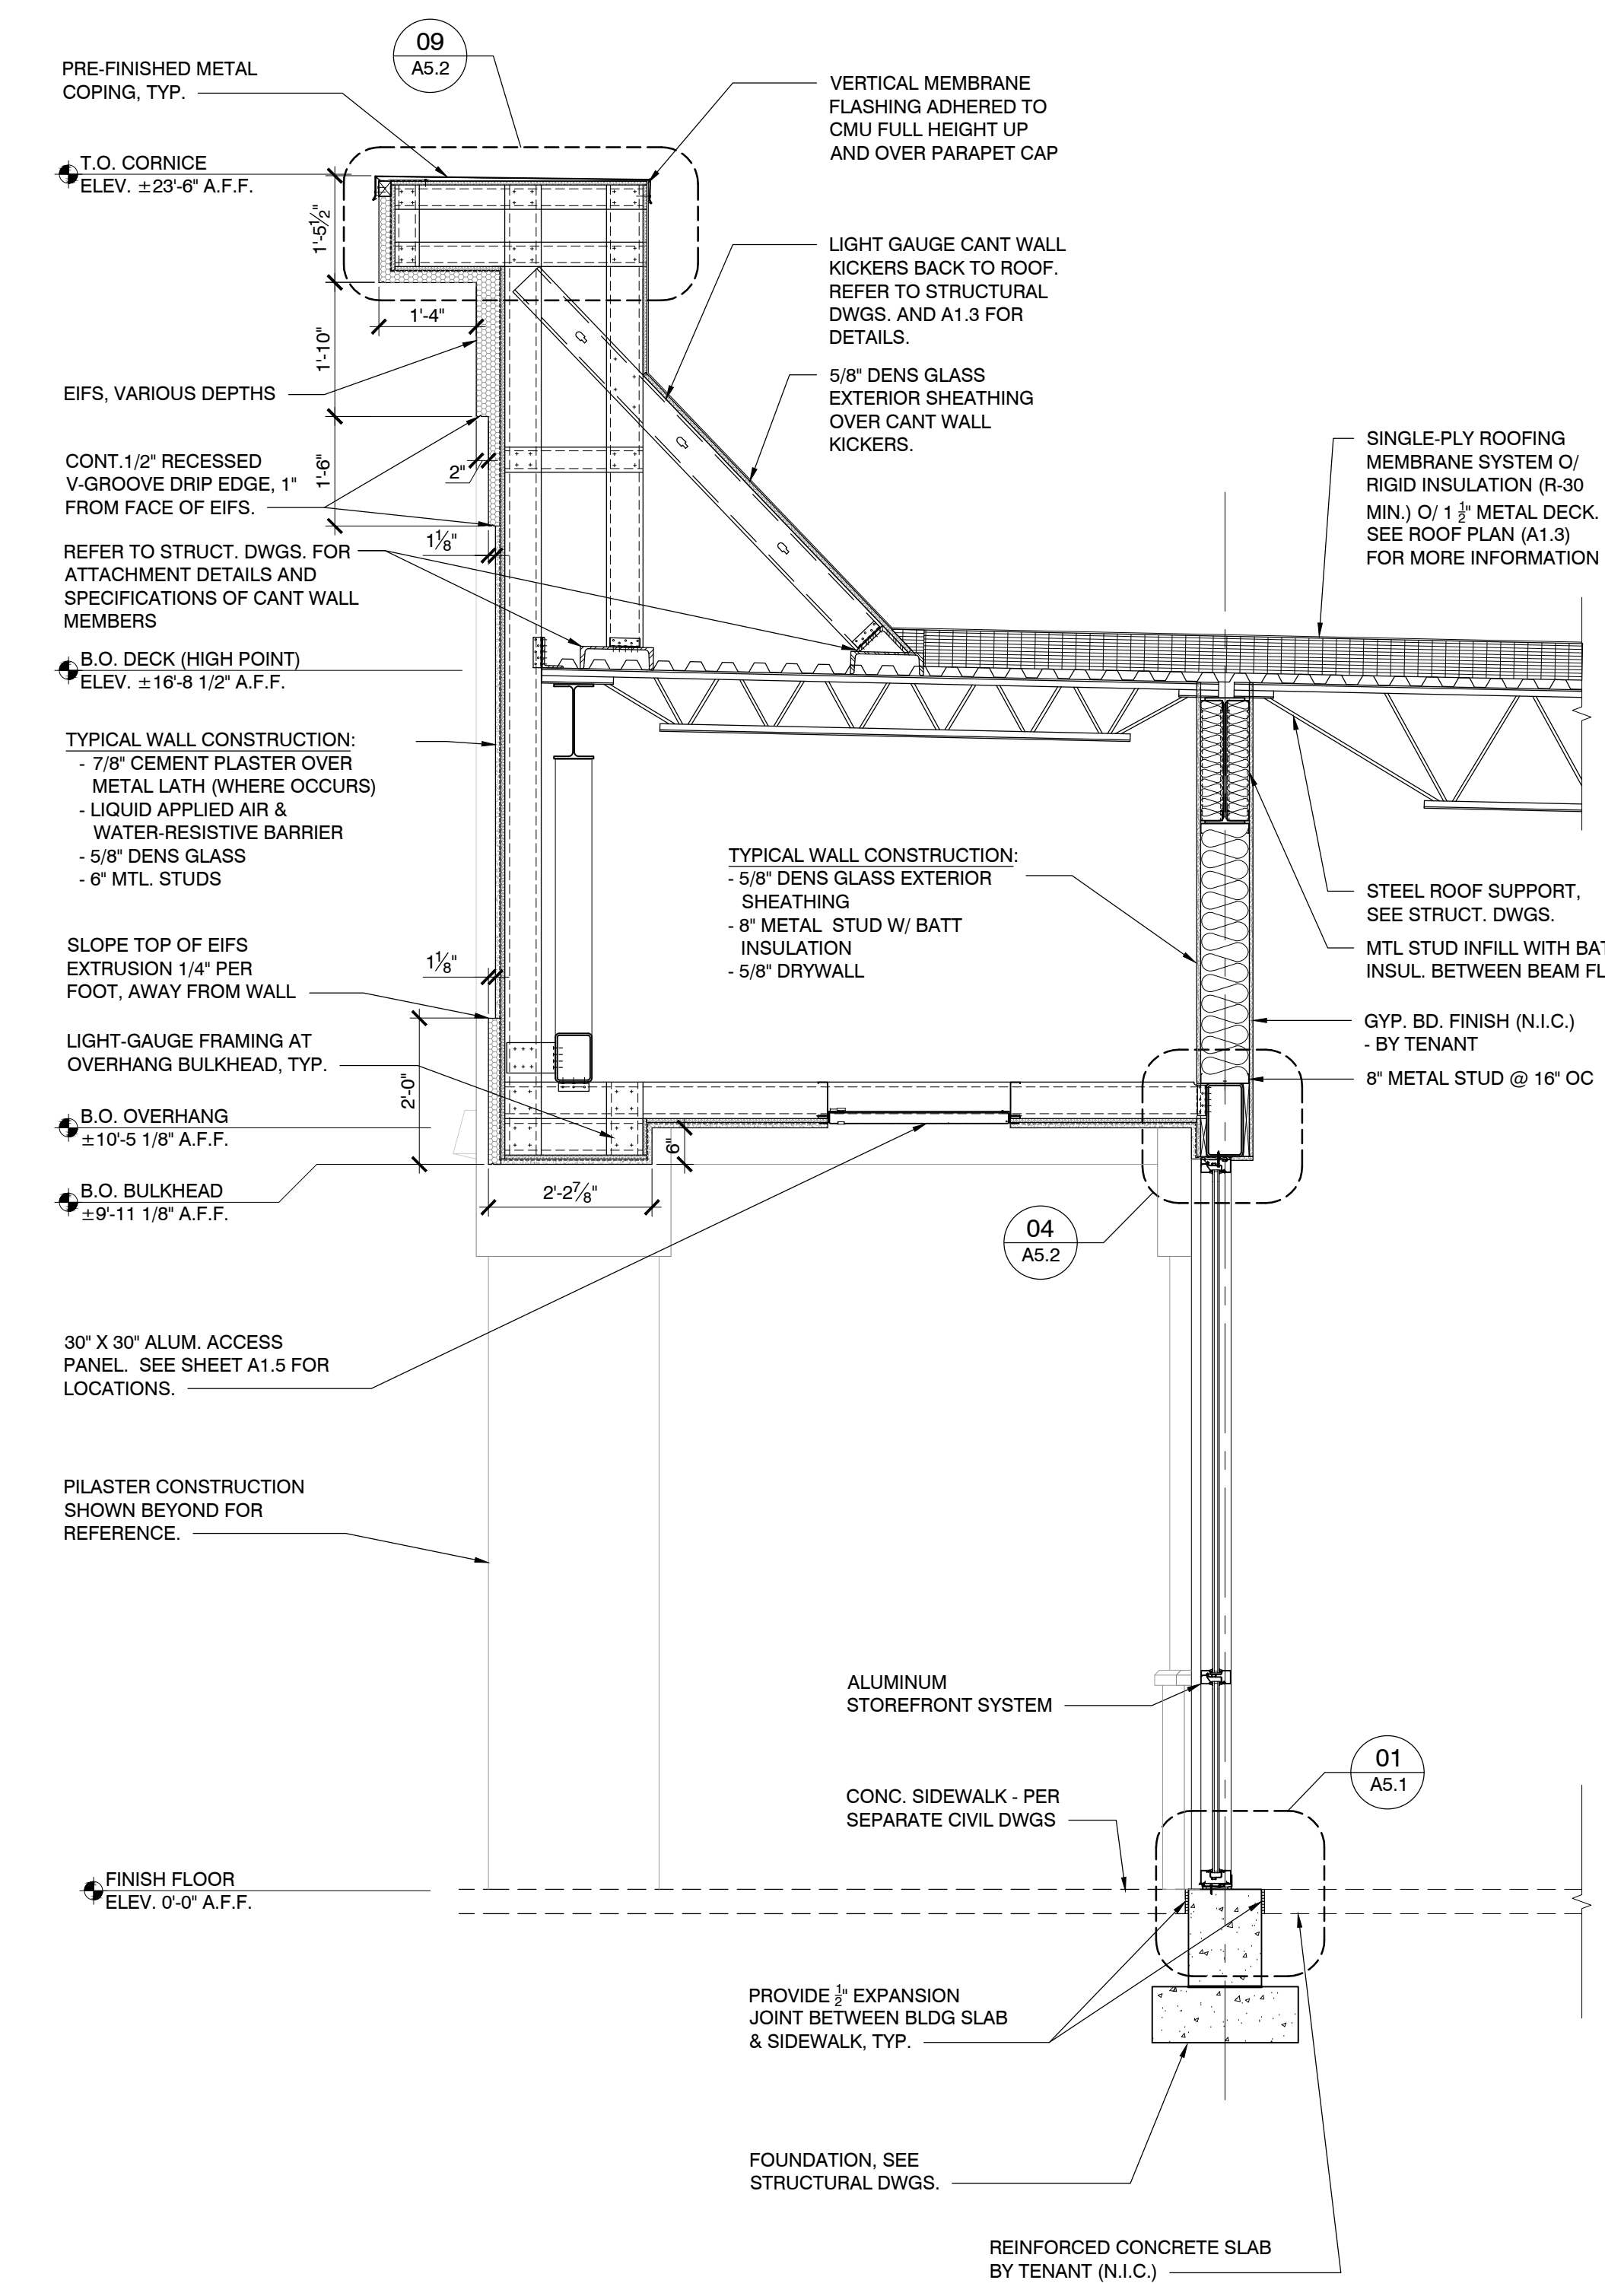 09
A5.2
PRE-FINISHED METAL
COPING, TYP.
VERTICAL MEMBRANE
FLASHING ADHERED TO
CMU FULL HEIGHT UP
AND OVER PARAPET CAP
T.O. CORNICE
ELEV. ±23'-6" A.F.F.
1'-5½"
LIGHT GAUGE CANT WALL
KICKERS BACK TO ROOF.
REFER TO STRUCTURAL
DWGS. AND A1.3 FOR
DETAILS.
1'-4"
1'-10"
EIFS, VARIOUS DEPTHS
5/8" DENS GLASS
EXTERIOR SHEATHING
OVER CANT WALL
KICKERS.
SINGLE-PLY ROOFING
MEMBRANE SYSTEM O/
RIGID INSULATION (R-30
MIN.) O/ 1 ½" METAL DECK.
SEE ROOF PLAN (A1.3)
FOR MORE INFORMATION
CONT.1/2" RECESSED
V-GROOVE DRIP EDGE, 1"
FROM FACE OF EIFS.
2"
1'-6"
1⅛"
REFER TO STRUCT. DWGS. FOR
ATTACHMENT DETAILS AND
SPECIFICATIONS OF CANT WALL
MEMBERS
B.O. DECK (HIGH POINT)
ELEV. ±16'-8 1/2" A.F.F.
TYPICAL WALL CONSTRUCTION:
- 7/8" CEMENT PLASTER OVER
METAL LATH (WHERE OCCURS)
- LIQUID APPLIED AIR &
WATER-RESISTIVE BARRIER
- 5/8" DENS GLASS
- 6" MTL. STUDS
TYPICAL WALL CONSTRUCTION:
- 5/8" DENS GLASS EXTERIOR
SHEATHING
- 8" METAL STUD W/ BATT
INSULATION
- 5/8" DRYWALL
STEEL ROOF SUPPORT,
SEE STRUCT. DWGS.
MTL STUD INFILL WITH BAT
INSUL. BETWEEN BEAM FL
SLOPE TOP OF EIFS
EXTRUSION 1/4" PER
FOOT, AWAY FROM WALL
1⅛"
GYP. BD. FINISH (N.I.C.)
- BY TENANT
8" METAL STUD @ 16" OC
LIGHT-GAUGE FRAMING AT
OVERHANG BULKHEAD, TYP.
2'-0"
B.O. OVERHANG
±10'-5 1/8" A.F.F.
6"
B.O. BULKHEAD
±9'-11 1/8" A.F.F.
2'-2⅞"
04
A5.2
30" X 30" ALUM. ACCESS
PANEL. SEE SHEET A1.5 FOR
LOCATIONS.
PILASTER CONSTRUCTION
SHOWN BEYOND FOR
REFERENCE.
ALUMINUM
STOREFRONT SYSTEM
01
A5.1
CONC. SIDEWALK - PER
SEPARATE CIVIL DWGS
FINISH FLOOR
ELEV. 0'-0" A.F.F.
PROVIDE ½" EXPANSION
JOINT BETWEEN BLDG SLAB
& SIDEWALK, TYP.
FOUNDATION, SEE
STRUCTURAL DWGS.
REINFORCED CONCRETE SLAB
BY TENANT (N.I.C.)